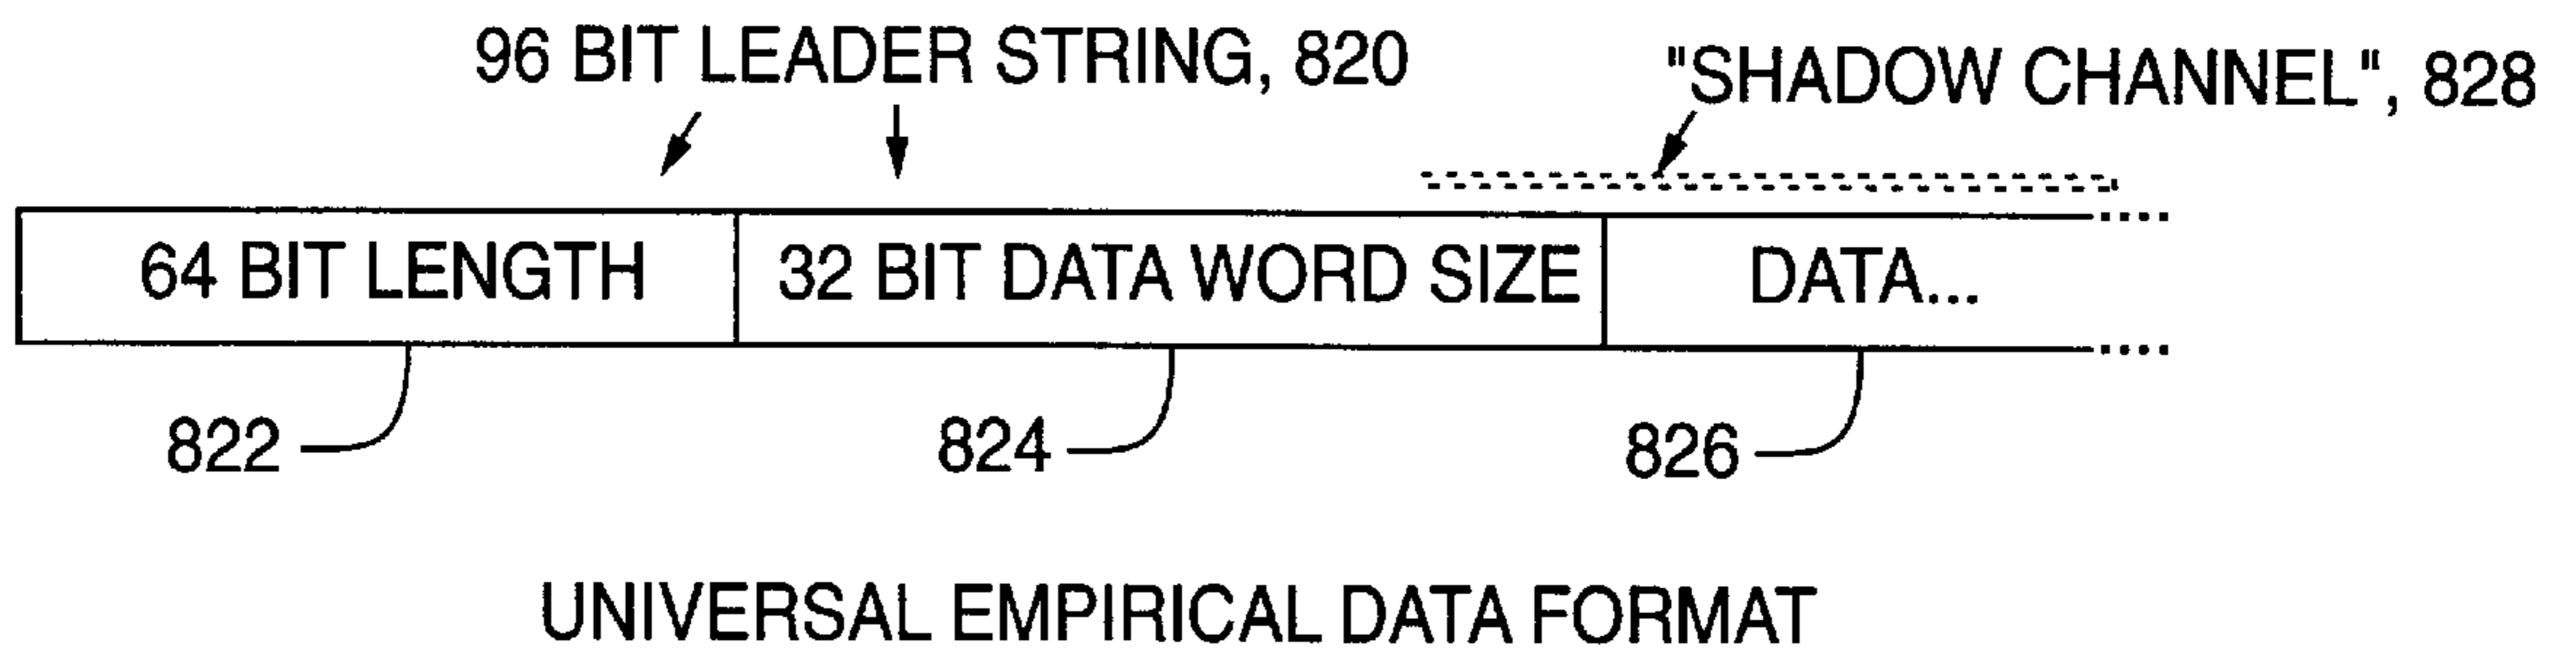 96 BIT LEADER STRING, 820
"SHADOW CHANNEL", 828
64 BIT LENGTH
32 BIT DATA WORD SIZE
DATA...
822
824
826
UNIVERSAL EMPIRICAL DATA FORMAT